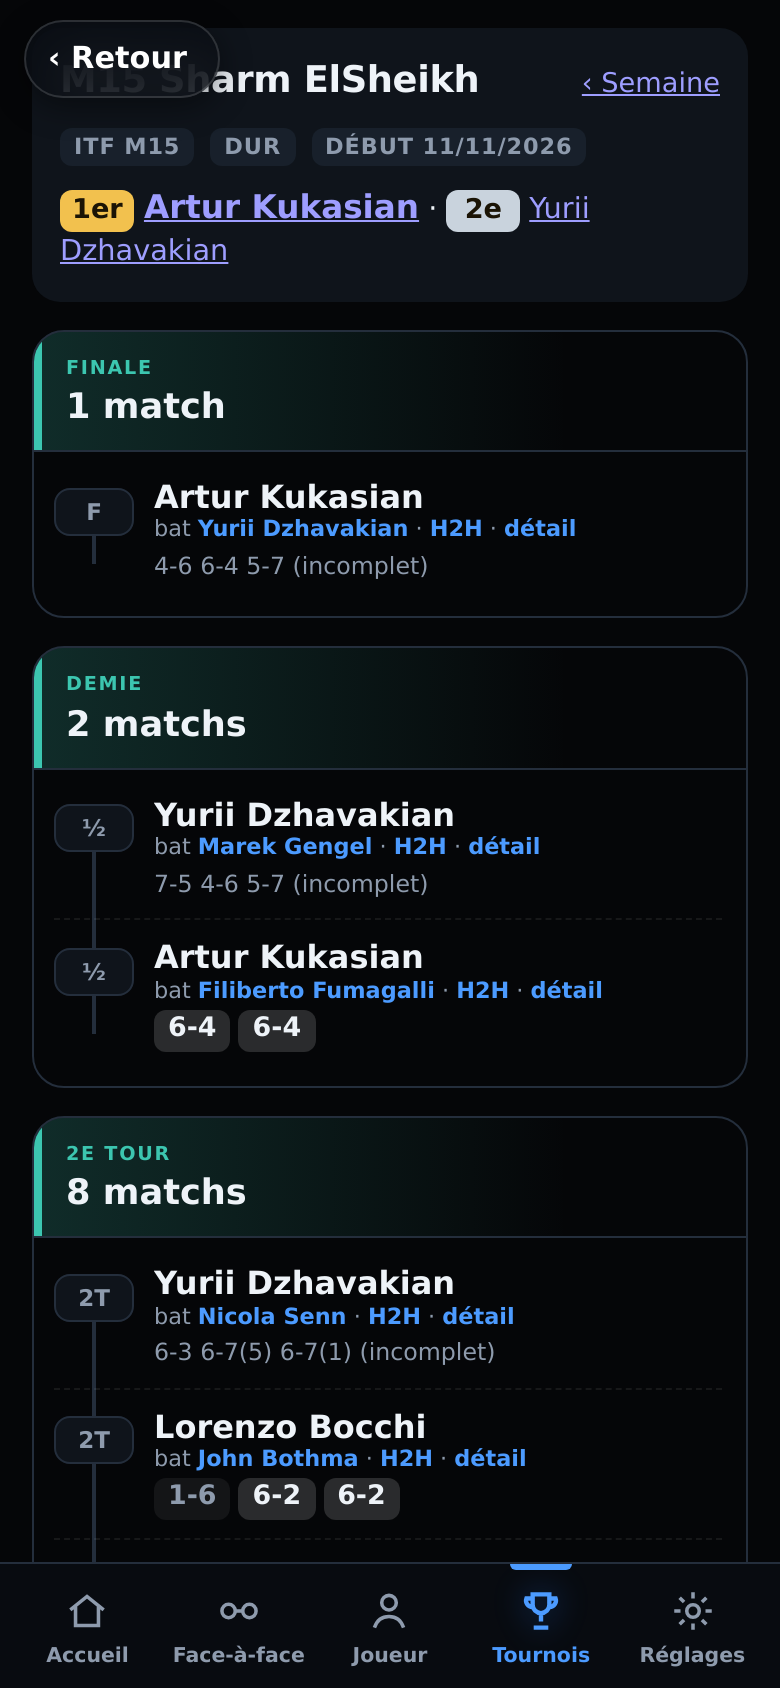 ‹ Retour
M15 Sharm ElSheikh
‹ Semaine
ITF M15 DUR DÉBUT 11/11/2026
1er Artur Kukasian · 2e Yurii
Dzhavakian
FINALE
1 match
F
Artur Kukasian
bat Yurii Dzhavakian · H2H · détail
4-6 6-4 5-7 (incomplet)
DEMIE
2 matchs
½
Yurii Dzhavakian
bat Marek Gengel · H2H · détail
7-5 4-6 5-7 (incomplet)
½
Artur Kukasian
bat Filiberto Fumagalli · H2H · détail
6-4 6-4
2E TOUR
8 matchs
2T
Yurii Dzhavakian
bat Nicola Senn · H2H · détail
6-3 6-7(5) 6-7(1) (incomplet)
2T
Lorenzo Bocchi
bat John Bothma · H2H · détail
1-6 6-2 6-2
Accueil Face-à-face Joueur Tournois Réglages